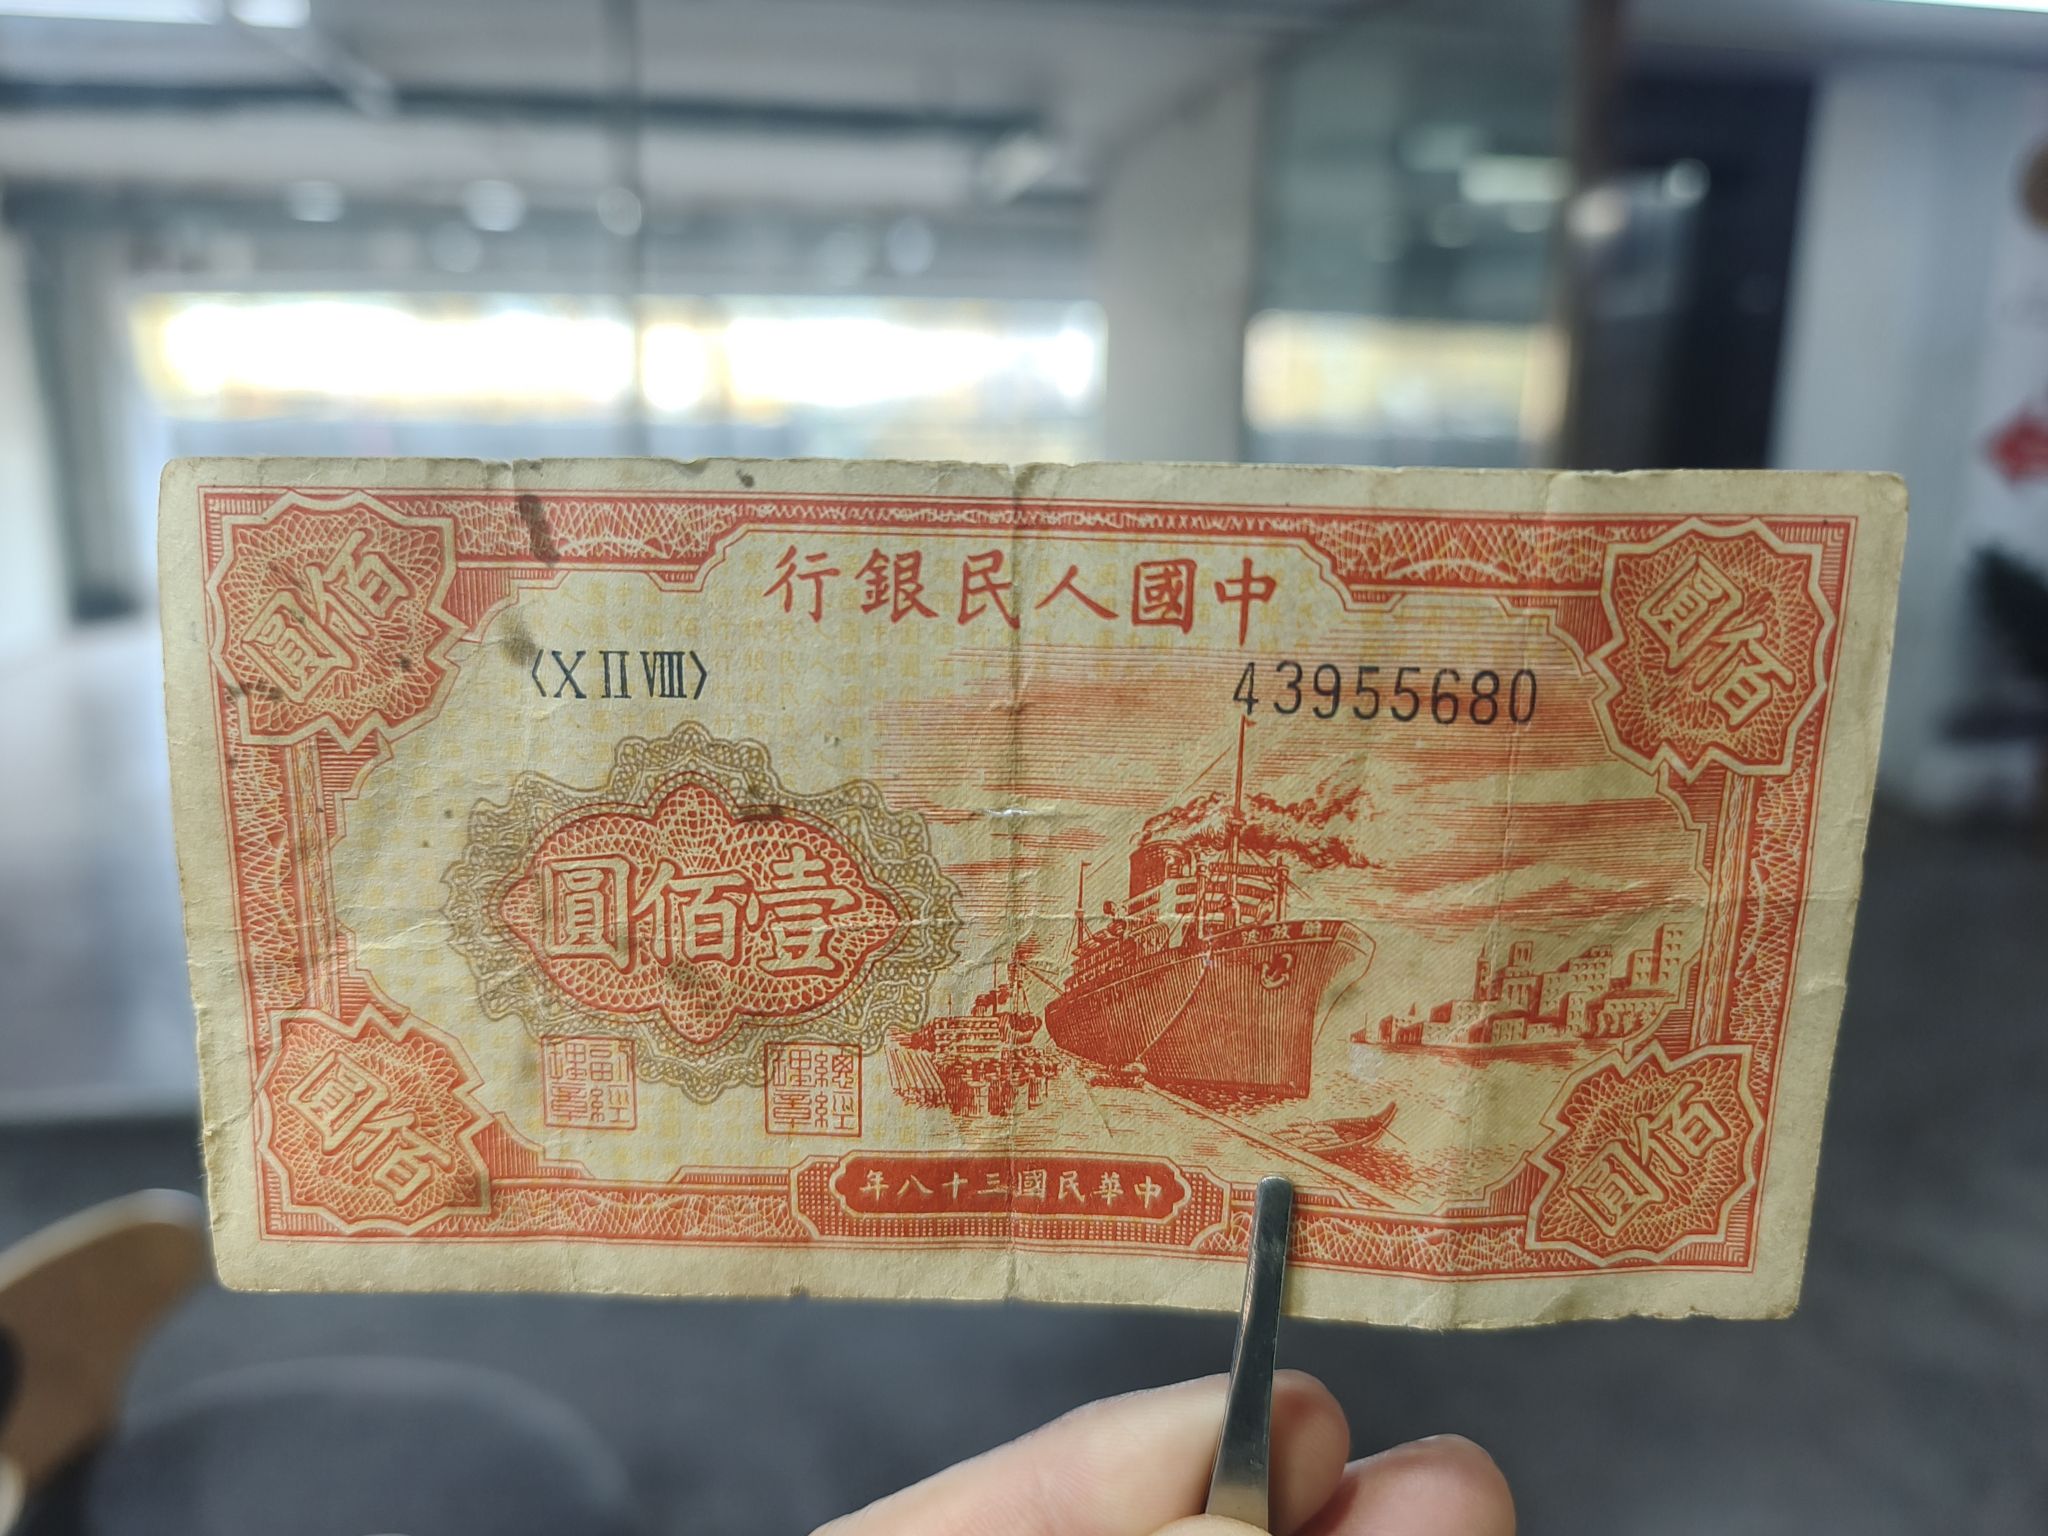 中國人民銀行
〈X II VIII〉
43955680
佰圓
佰圓
壹佰圓
總經理章
副經理章
佰圓
佰圓
中華民國三十八年